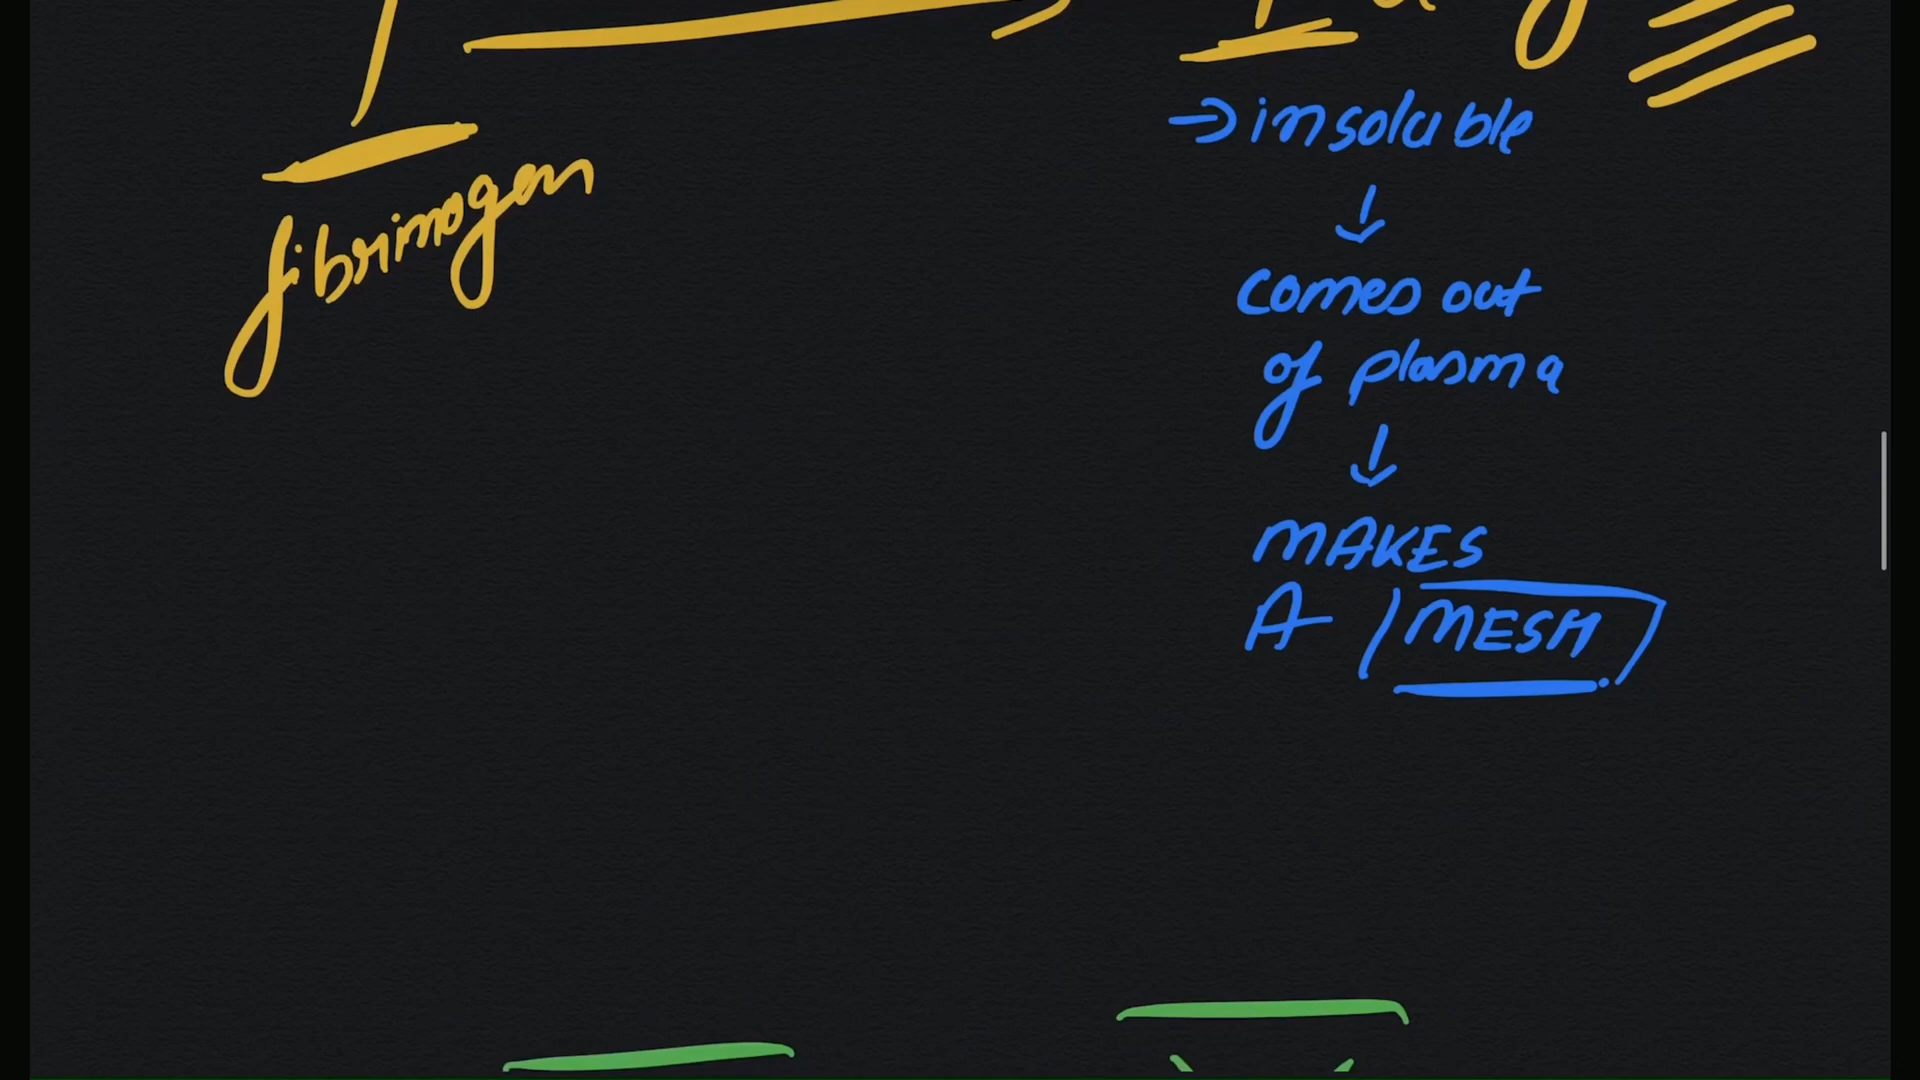 fibrinogen
→ insoluble
↓
comes out
of plasma
↓
MAKES
A MESH